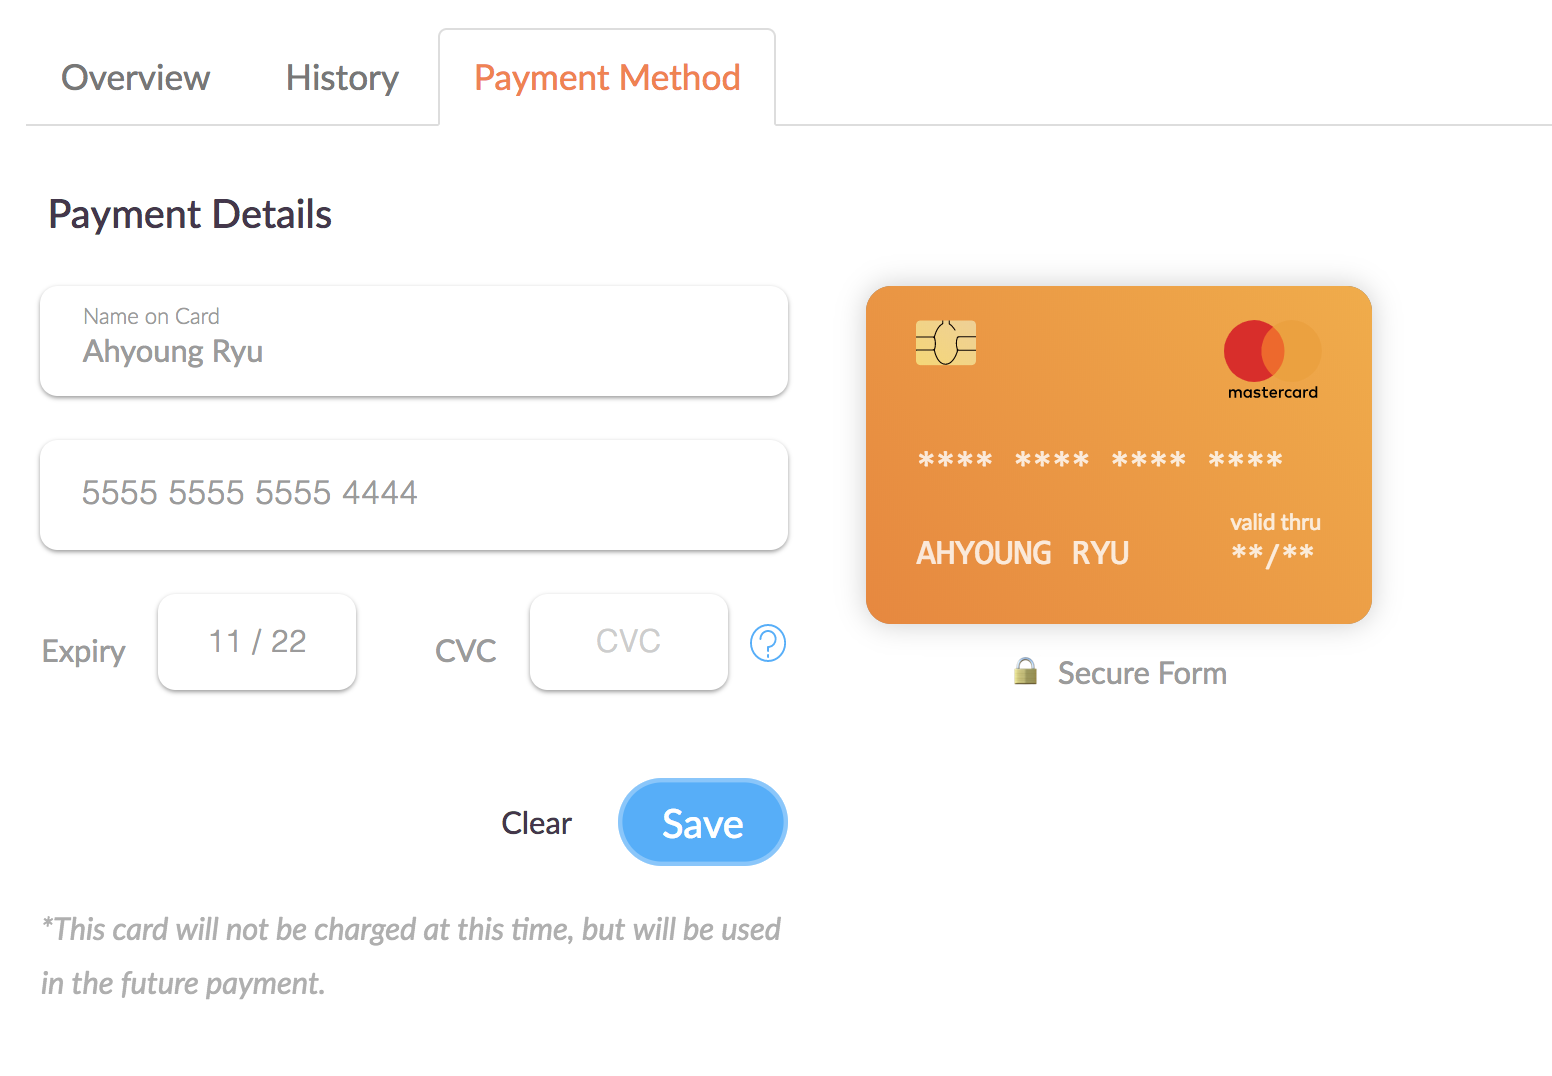 Overview
History
Payment Method
Payment Details
Name on Card
Ahyoung Ryu
5555 5555 5555 4444
Expiry
11 / 22
CVC
CVC
?
Clear
Save
*This card will not be charged at this time, but will be used
in the future payment.
mastercard
**** **** **** ****
valid thru
AHYOUNG RYU
**/**
Secure Form